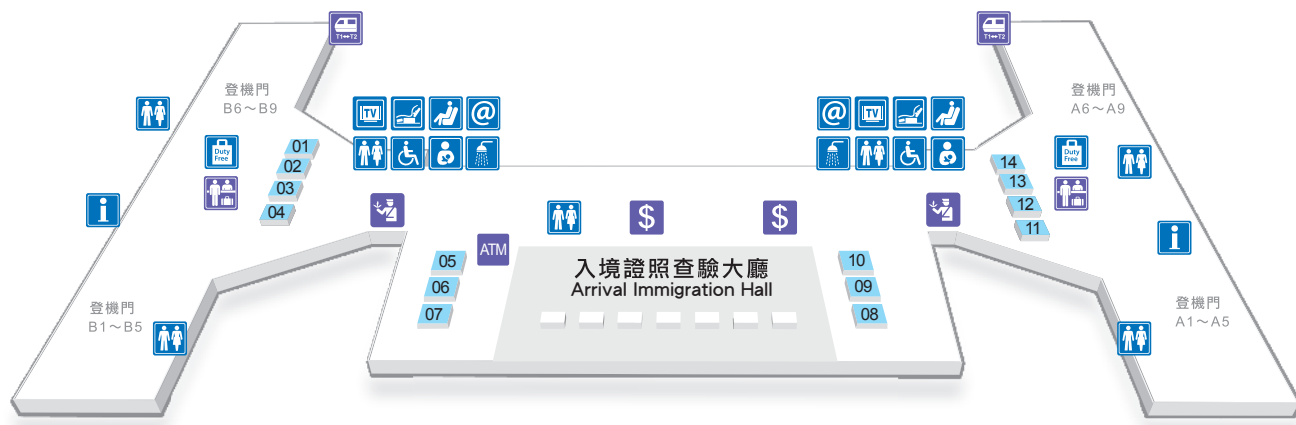 T1↔T2
T1↔T2
登機門
B6～B9
登機門
A6～A9
TV
@
@
TV
Duty
Free
01
02
03
04
Duty
Free
14
13
12
11
i
i
$
$
ATM
05
06
07
入境證照查驗大廳
Arrival Immigration Hall
10
09
08
登機門
B1～B5
登機門
A1～A5